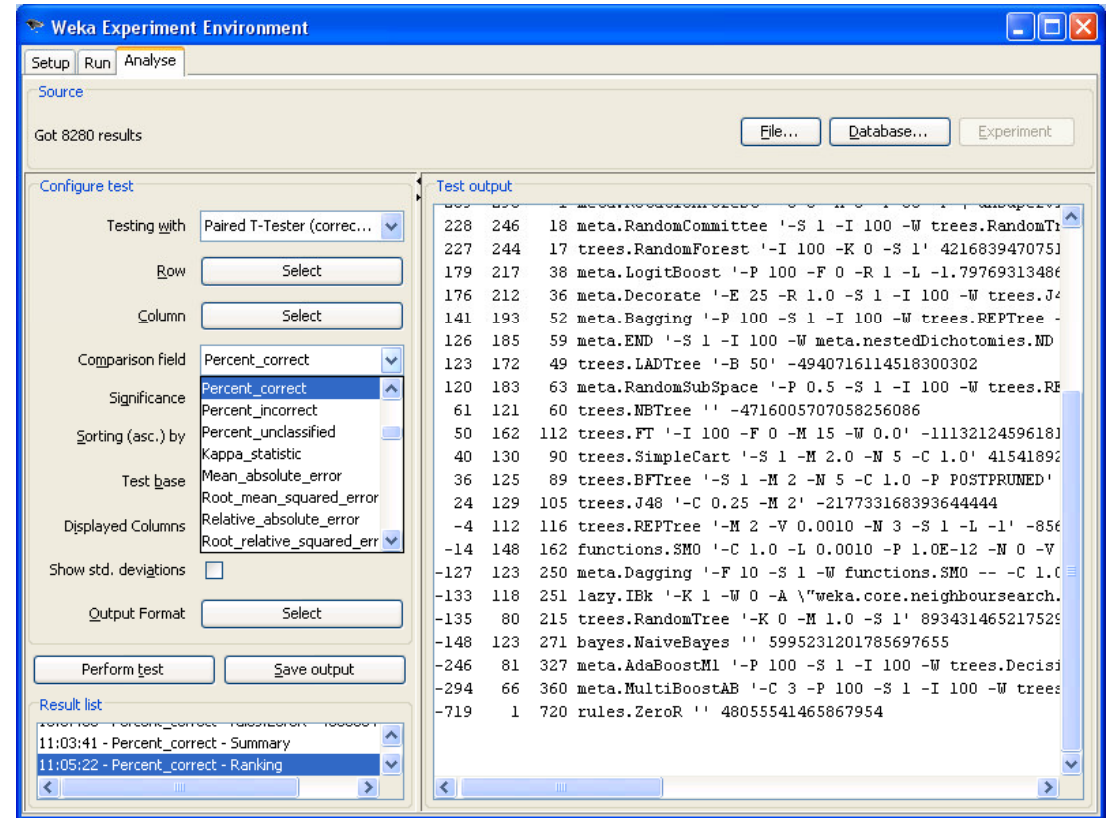 Weka Experiment Environment
Setup Run Analyse
Source
Got 8280 results
File... Database... Experiment
Configure test
Testing with Paired T-Tester (correc...
Row Select
Column Select
Comparison field Percent_correct
Percent_correct
Significance
Percent_incorrect
Sorting (asc.) by
Percent_unclassified
Kappa_statistic
Test base
Mean_absolute_error
Root_mean_squared_error
Displayed Columns
Relative_absolute_error
Root_relative_squared_err
Show std. deviations
Output Format Select
Perform test Save output
Result list
11:03:41 - Percent_correct - Summary
11:05:22 - Percent_correct - Ranking
Test output
228 246 18 meta.RandomCommittee '-S 1 -I 100 -W trees.RandomTr
227 244 17 trees.RandomForest '-I 100 -K 0 -S 1' 421683947075
179 217 38 meta.LogitBoost '-P 100 -F 0 -R 1 -L -1.79769313486
176 212 36 meta.Decorate '-E 25 -R 1.0 -S 1 -I 100 -W trees.J4
141 193 52 meta.Bagging '-P 100 -S 1 -I 100 -W trees.REPTree -
126 185 59 meta.END '-S 1 -I 100 -W meta.nestedDichotomies.ND
123 172 49 trees.LADTree '-B 50' -4940716114518300302
120 183 63 meta.RandomSubSpace '-P 0.5 -S 1 -I 100 -W trees.RE
61 121 60 trees.NBTree '' -4716005707058256086
50 162 112 trees.FT '-I 100 -F 0 -M 15 -W 0.0' -1113212459618
40 130 90 trees.SimpleCart '-S 1 -M 2.0 -N 5 -C 1.0' 41541892
36 125 89 trees.BFTree '-S 1 -M 2 -N 5 -C 1.0 -P POSTPRUNED'
24 129 105 trees.J48 '-C 0.25 -M 2' -217733168393644444
-4 112 116 trees.REPTree '-M 2 -V 0.0010 -N 3 -S 1 -L -1' -856
-14 148 162 functions.SMO '-C 1.0 -L 0.0010 -P 1.0E-12 -N 0 -V
-127 123 250 meta.Dagging '-F 10 -S 1 -W functions.SMO -- -C 1.0
-133 118 251 lazy.IBk '-K 1 -W 0 -A \"weka.core.neighboursearch.
-135 80 215 trees.RandomTree '-K 0 -M 1.0 -S 1' 893431465217529
-148 123 271 bayes.NaiveBayes '' 5995231201785697655
-246 81 327 meta.AdaBoostM1 '-P 100 -S 1 -I 100 -W trees.Decisi
-294 66 360 meta.MultiBoostAB '-C 3 -P 100 -S 1 -I 100 -W trees
-719 1 720 rules.ZeroR '' 48055541465867954